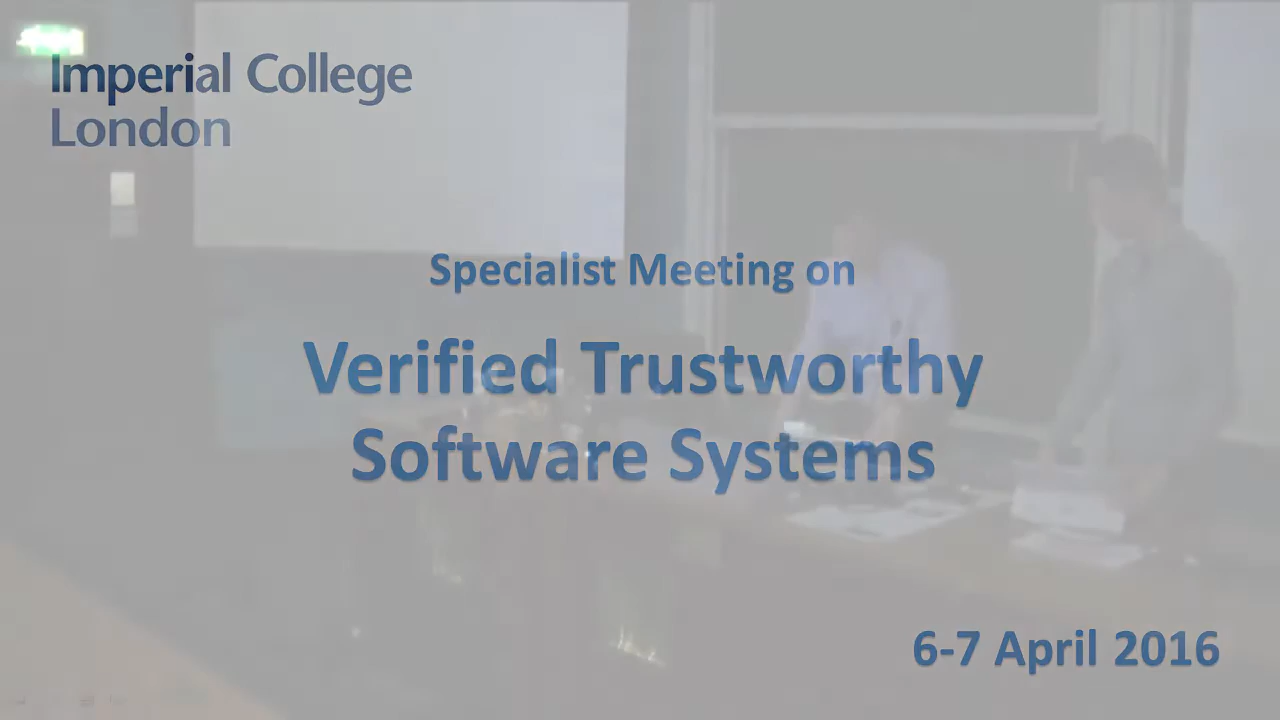 Imperial College
London
Specialist Meeting on
Verified Trustworthy
Software Systems
6-7 April 2016